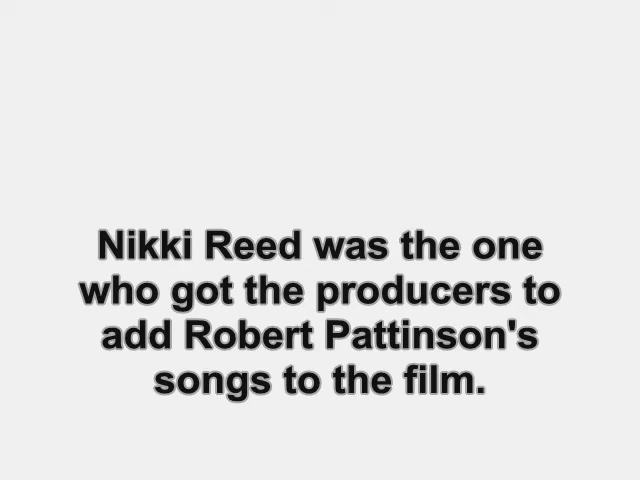 Nikki Reed was the one
who got the producers to
add Robert Pattinson's
songs to the film.